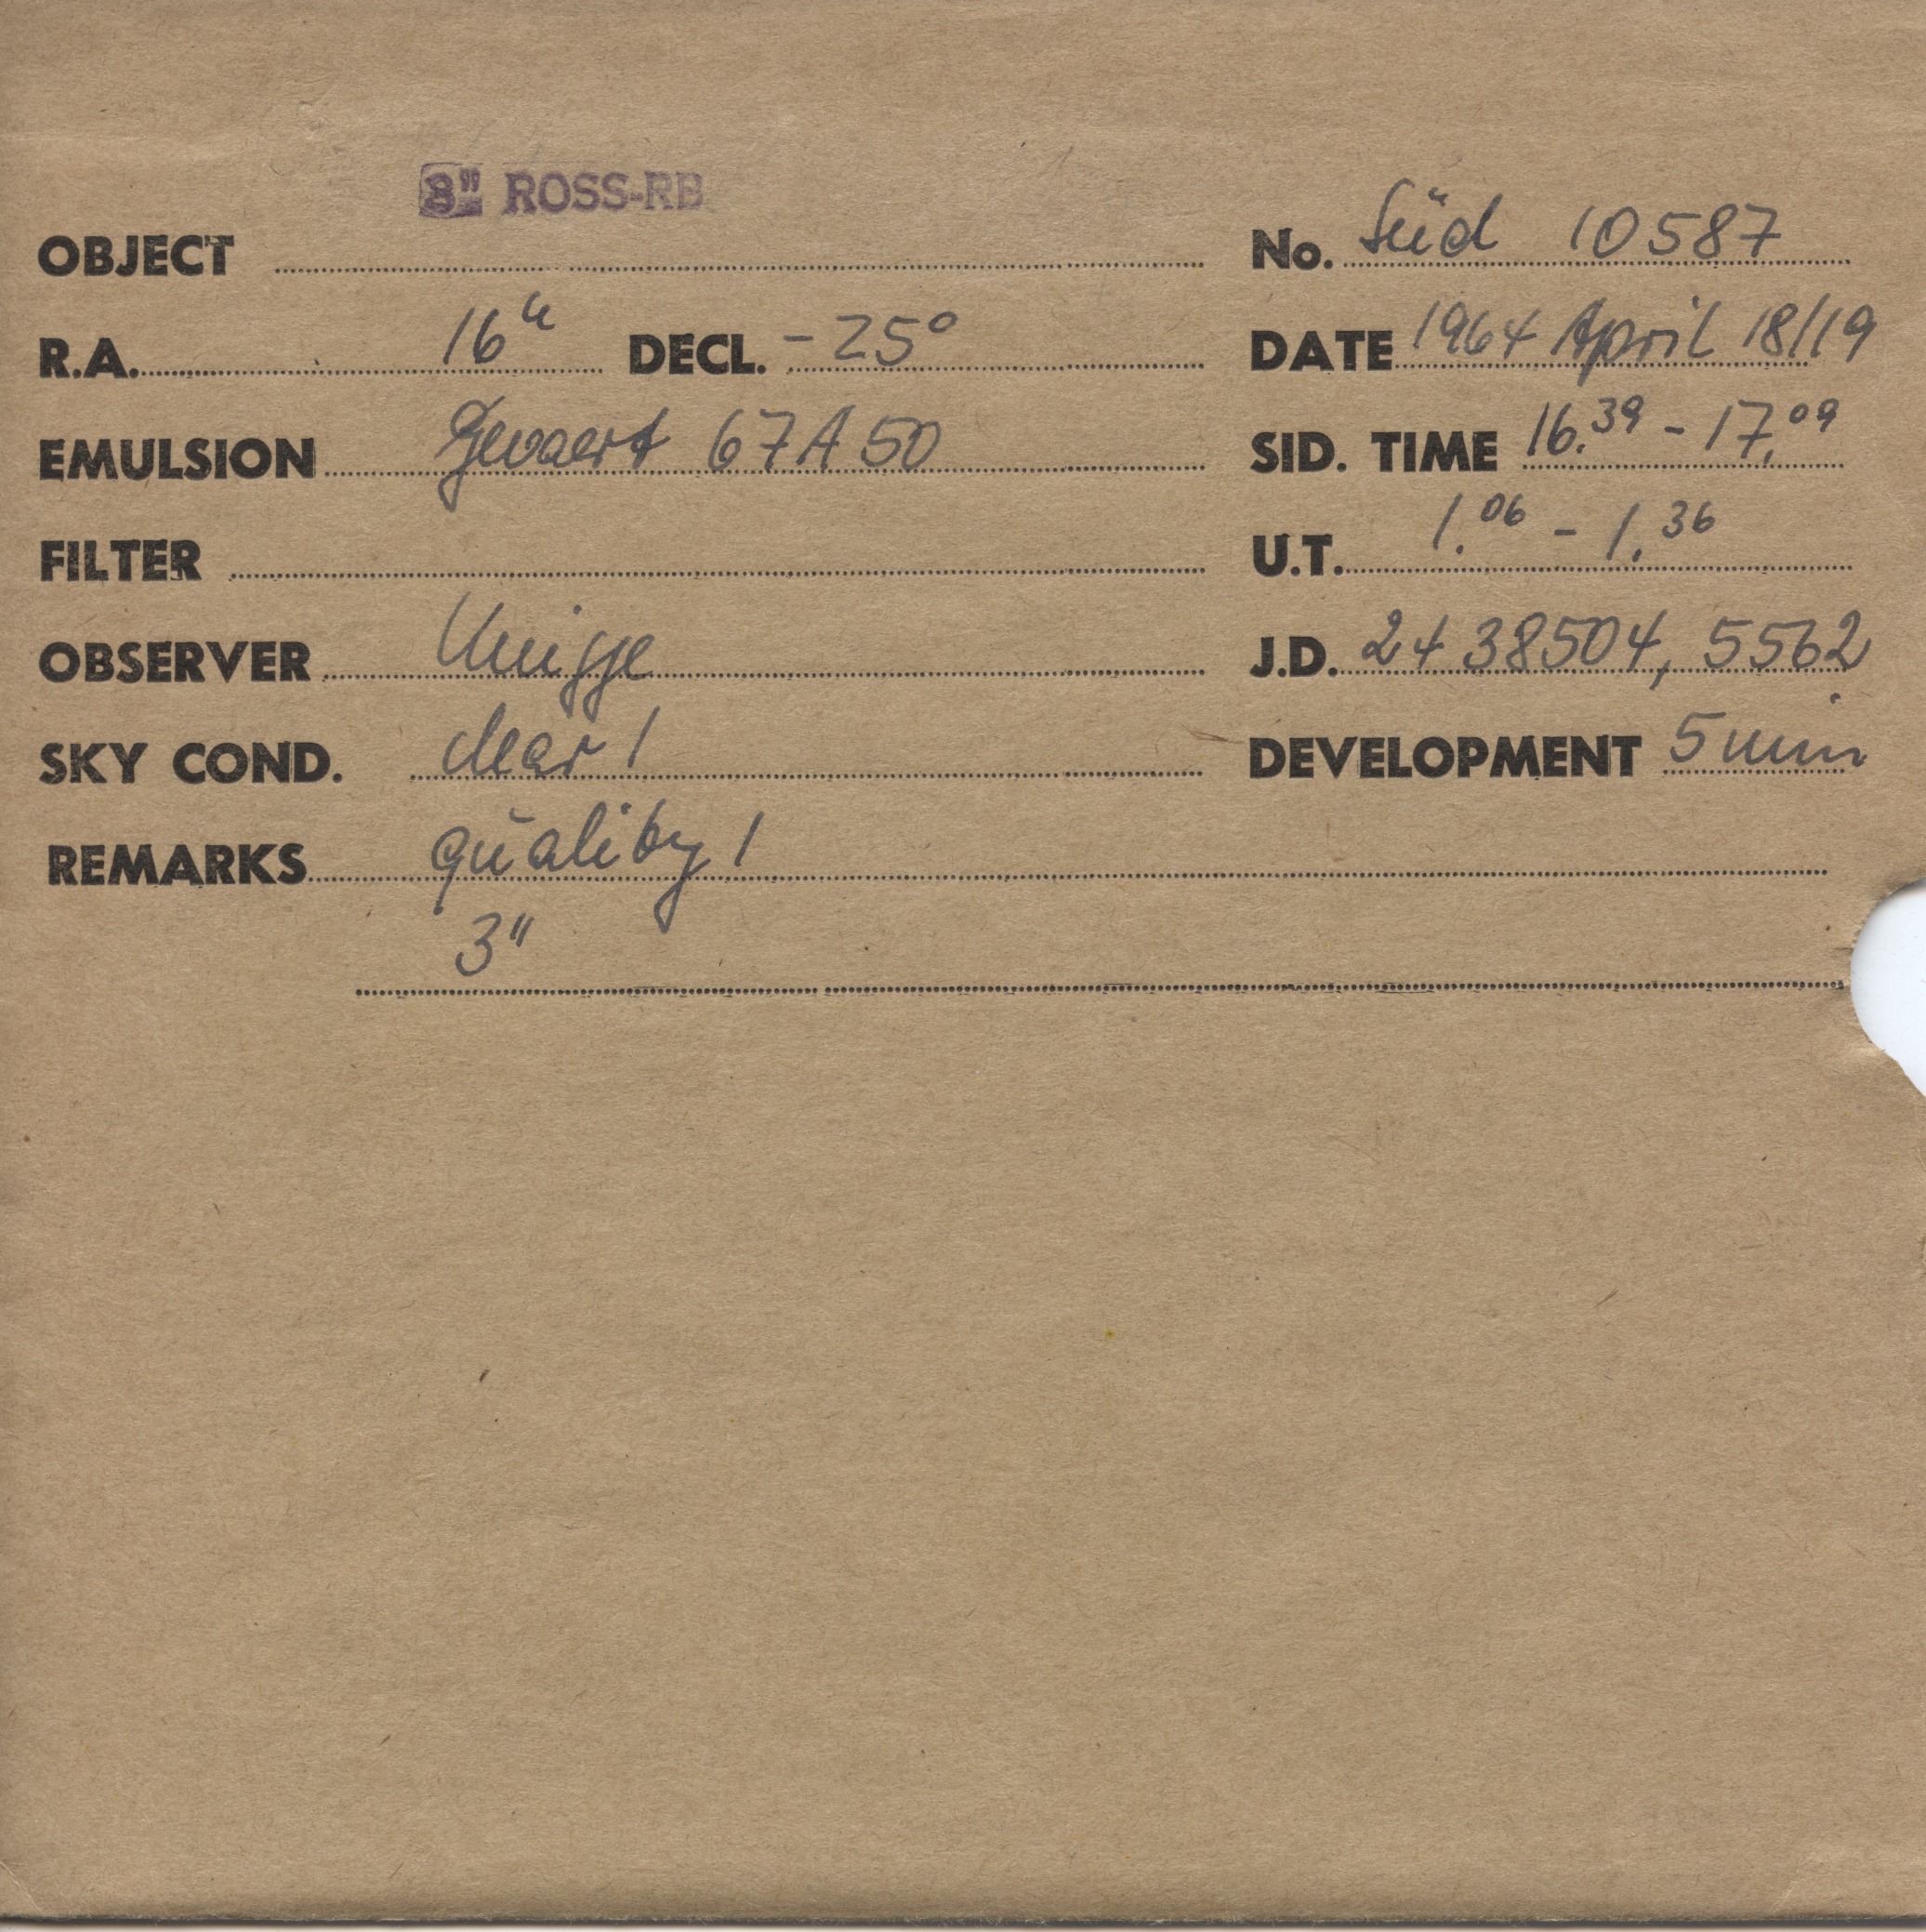 8" ROSS-RB
OBJECT No. Süd 10587
R.A. 16h DECL. -25° DATE 1964 April 18/19
EMULSION Gevaert 67A50 SID. TIME 16.39 - 17.09
FILTER U.T. 1.06 - 1.36
OBSERVER J.D. 2438504,5562
SKY COND. clear 1 DEVELOPMENT 5 min
REMARKS quality 1
3"